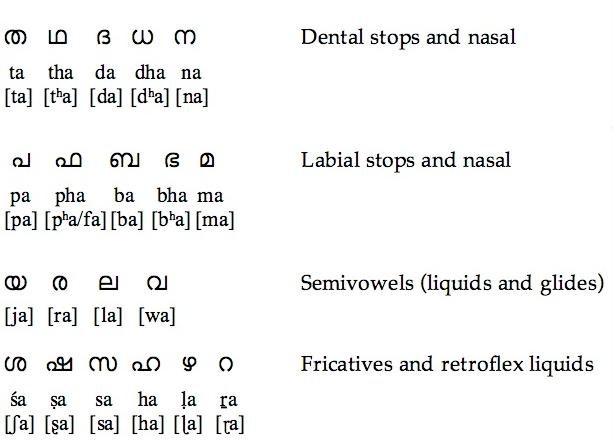 ത ഥ ദ ധ ന Dental stops and nasal
ta tha da dha na
[ta] [tʰa] [da] [dʰa] [na]
പ ഫ ബ ഭ മ Labial stops and nasal
pa pha ba bha ma
[pa] [pʰa/fa] [ba] [bʰa] [ma]
യ ര ല വ Semivowels (liquids and glides)
[ja] [ra] [la] [wa]
ശ ഷ സ ഹ ഴ റ Fricatives and retroflex liquids
śa ṣa sa ha ḷa ṟa
[ʃa] [ʂa] [sa] [ha] [ɭa] [ɽa]